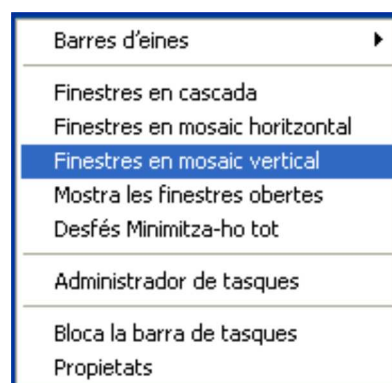 Barres d'eines
Finestres en cascada
Finestres en mosaic horitzontal
Finestres en mosaic vertical
Mostra les finestres obertes
Desfés Minimitza-ho tot
Administrador de tasques
Bloca la barra de tasques
Propietats